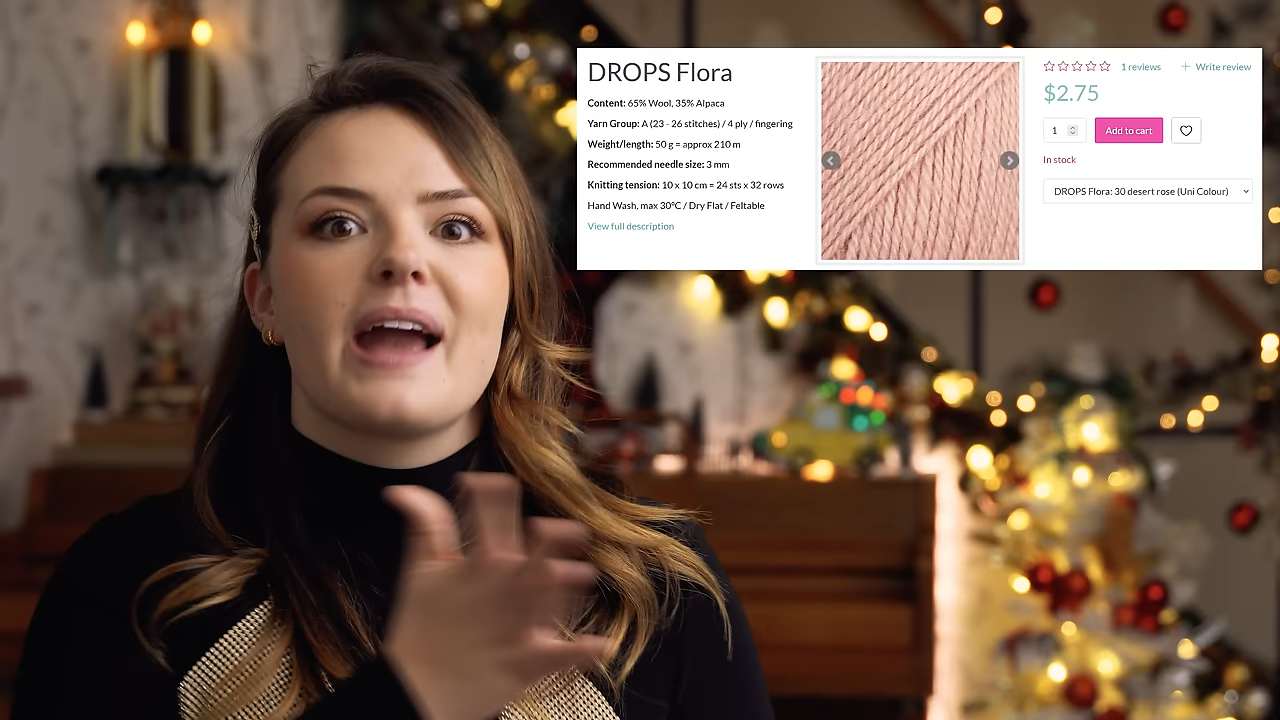 DROPS Flora
Content: 65% Wool, 35% Alpaca
Yarn Group: A (23 - 26 stitches) / 4 ply / fingering
Weight/length: 50 g = approx 210 m
Recommended needle size: 3 mm
Knitting tension: 10 x 10 cm = 24 sts x 32 rows
Hand Wash, max 30°C / Dry Flat / Feltable
View full description
1 reviews
Write review
$2.75
1
Add to cart
In stock
DROPS Flora: 30 desert rose (Uni Colour)